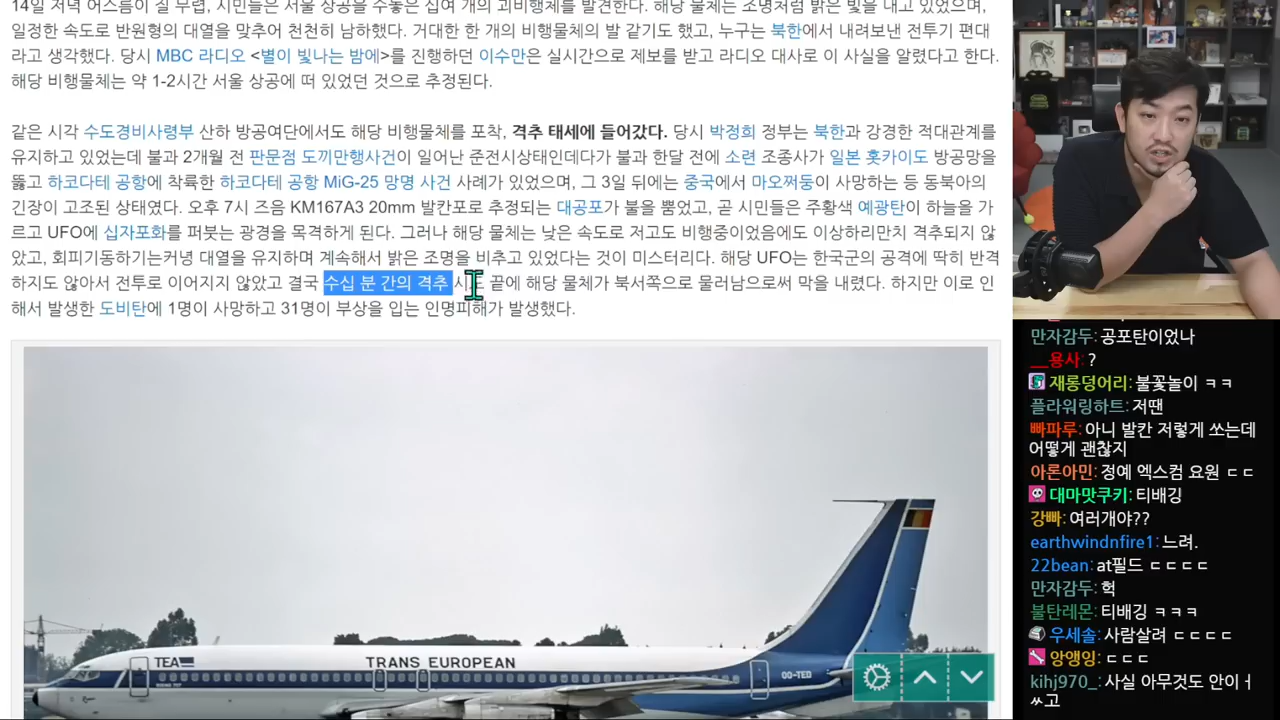 14일 저녁 어스름이 질 무렵, 시민들은 서울 상공을 수놓은 십여 개의 괴비행체를 발견한다. 해당 물체는 조명처럼 밝은 빛을 내고 있었으며,
일정한 속도로 반원형의 대열을 맞추어 천천히 남하했다. 거대한 한 개의 비행물체의 발 같기도 했고, 누구는 북한에서 내려보낸 전투기 편대
라고 생각했다. 당시 MBC 라디오 <별이 빛나는 밤에>를 진행하던 이수만은 실시간으로 제보를 받고 라디오 대사로 이 사실을 알렸다고 한다.
해당 비행물체는 약 1-2시간 서울 상공에 떠 있었던 것으로 추정된다.
같은 시각 수도경비사령부 산하 방공여단에서도 해당 비행물체를 포착, 격추 태세에 들어갔다. 당시 박정희 정부는 북한과 강경한 적대관계를
유지하고 있었는데 불과 2개월 전 판문점 도끼만행사건이 일어난 준전시상태인데다가 불과 한달 전에 소련 조종사가 일본 홋카이도 방공망을
뚫고 하코다테 공항에 착륙한 하코다테 공항 MiG-25 망명 사건 사례가 있었으며, 그 3일 뒤에는 중국에서 마오쩌둥이 사망하는 등 동북아의
긴장이 고조된 상태였다. 오후 7시 즈음 KM167A3 20mm 발칸포로 추정되는 대공포가 불을 뿜었고, 곧 시민들은 주황색 예광탄이 하늘을 가
르고 UFO에 십자포화를 퍼붓는 광경을 목격하게 된다. 그러나 해당 물체는 낮은 속도로 저고도 비행중이었음에도 이상하리만치 격추되지 않
았고, 회피기동하기는커녕 대열을 유지하며 계속해서 밝은 조명을 비추고 있었다는 것이 미스터리다. 해당 UFO는 한국군의 공격에 딱히 반격
하지도 않아서 전투로 이어지지 않았고 결국 수십 분 간의 격추 시도 끝에 해당 물체가 북서쪽으로 물러남으로써 막을 내렸다. 하지만 이로 인
해서 발생한 도비탄에 1명이 사망하고 31명이 부상을 입는 인명피해가 발생했다.
TEA
TRANS EUROPEAN
OO-TED
만자감두: 공포탄이었나
__용사: ?
재롱덩어리: 불꽃놀이 ㅋㅋ
플라워링하트: 저땐
빠파루: 아니 발칸 저렇게 쏘는데
어떻게 괜찮지
아론아민: 정예 엑스컴 요원 ㄷㄷ
대마맛쿠키: 티배깅
강빠: 여러개야??
earthwindnfire1: 느려.
22bean: at필드 ㄷㄷㄷㄷ
만자감두: 헉
불탄레몬: 티배깅 ㅋㅋㅋ
우세솔: 사람살려 ㄷㄷㄷㄷ
앙앵잉: ㄷㄷㄷ
kihj970_: 사실 아무것도 안이ㅓ
ㅆ고